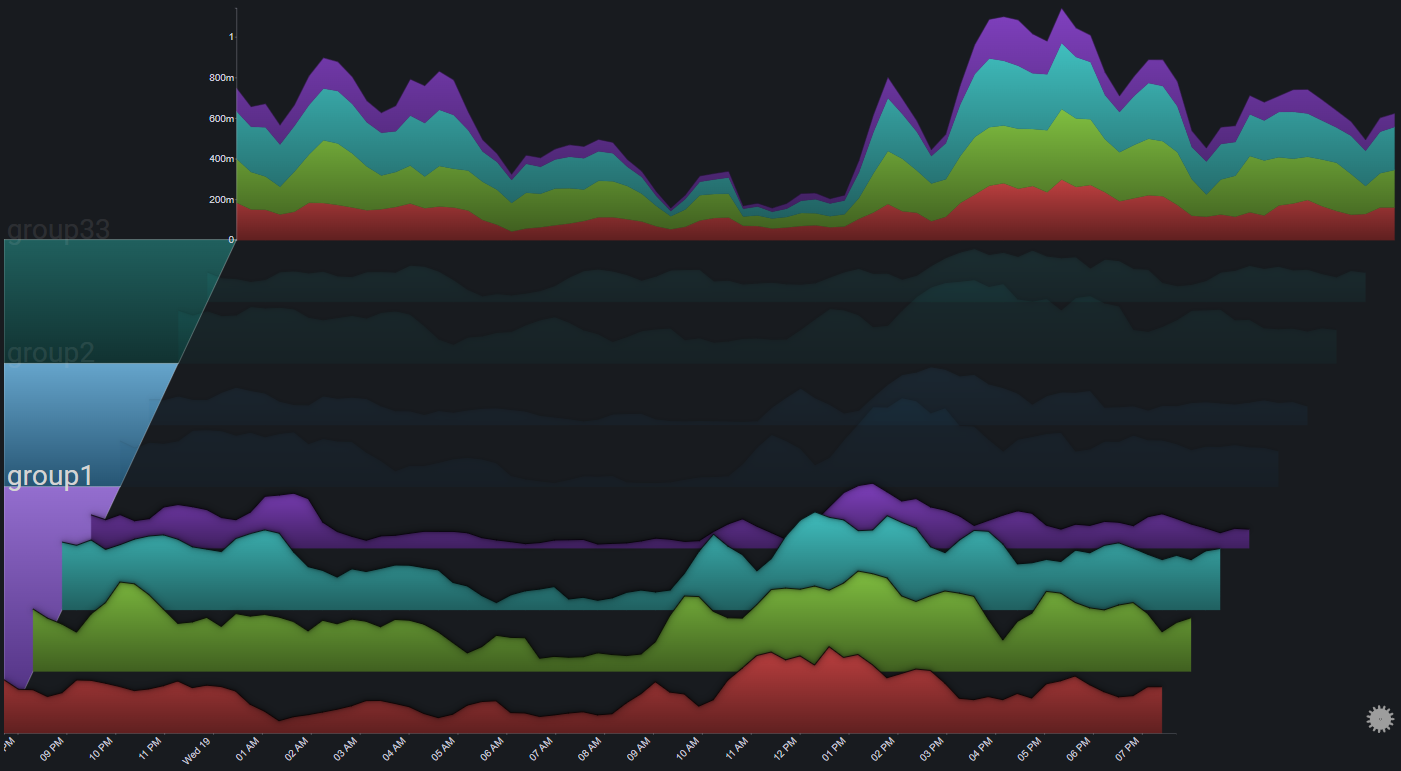 1
800m
600m
400m
200m
0
group33
group2
group1
PM
09 PM
10 PM
11 PM
Wed 19
01 AM
02 AM
03 AM
04 AM
05 AM
06 AM
07 AM
08 AM
09 AM
10 AM
11 AM
12 PM
01 PM
02 PM
03 PM
04 PM
05 PM
06 PM
07 PM